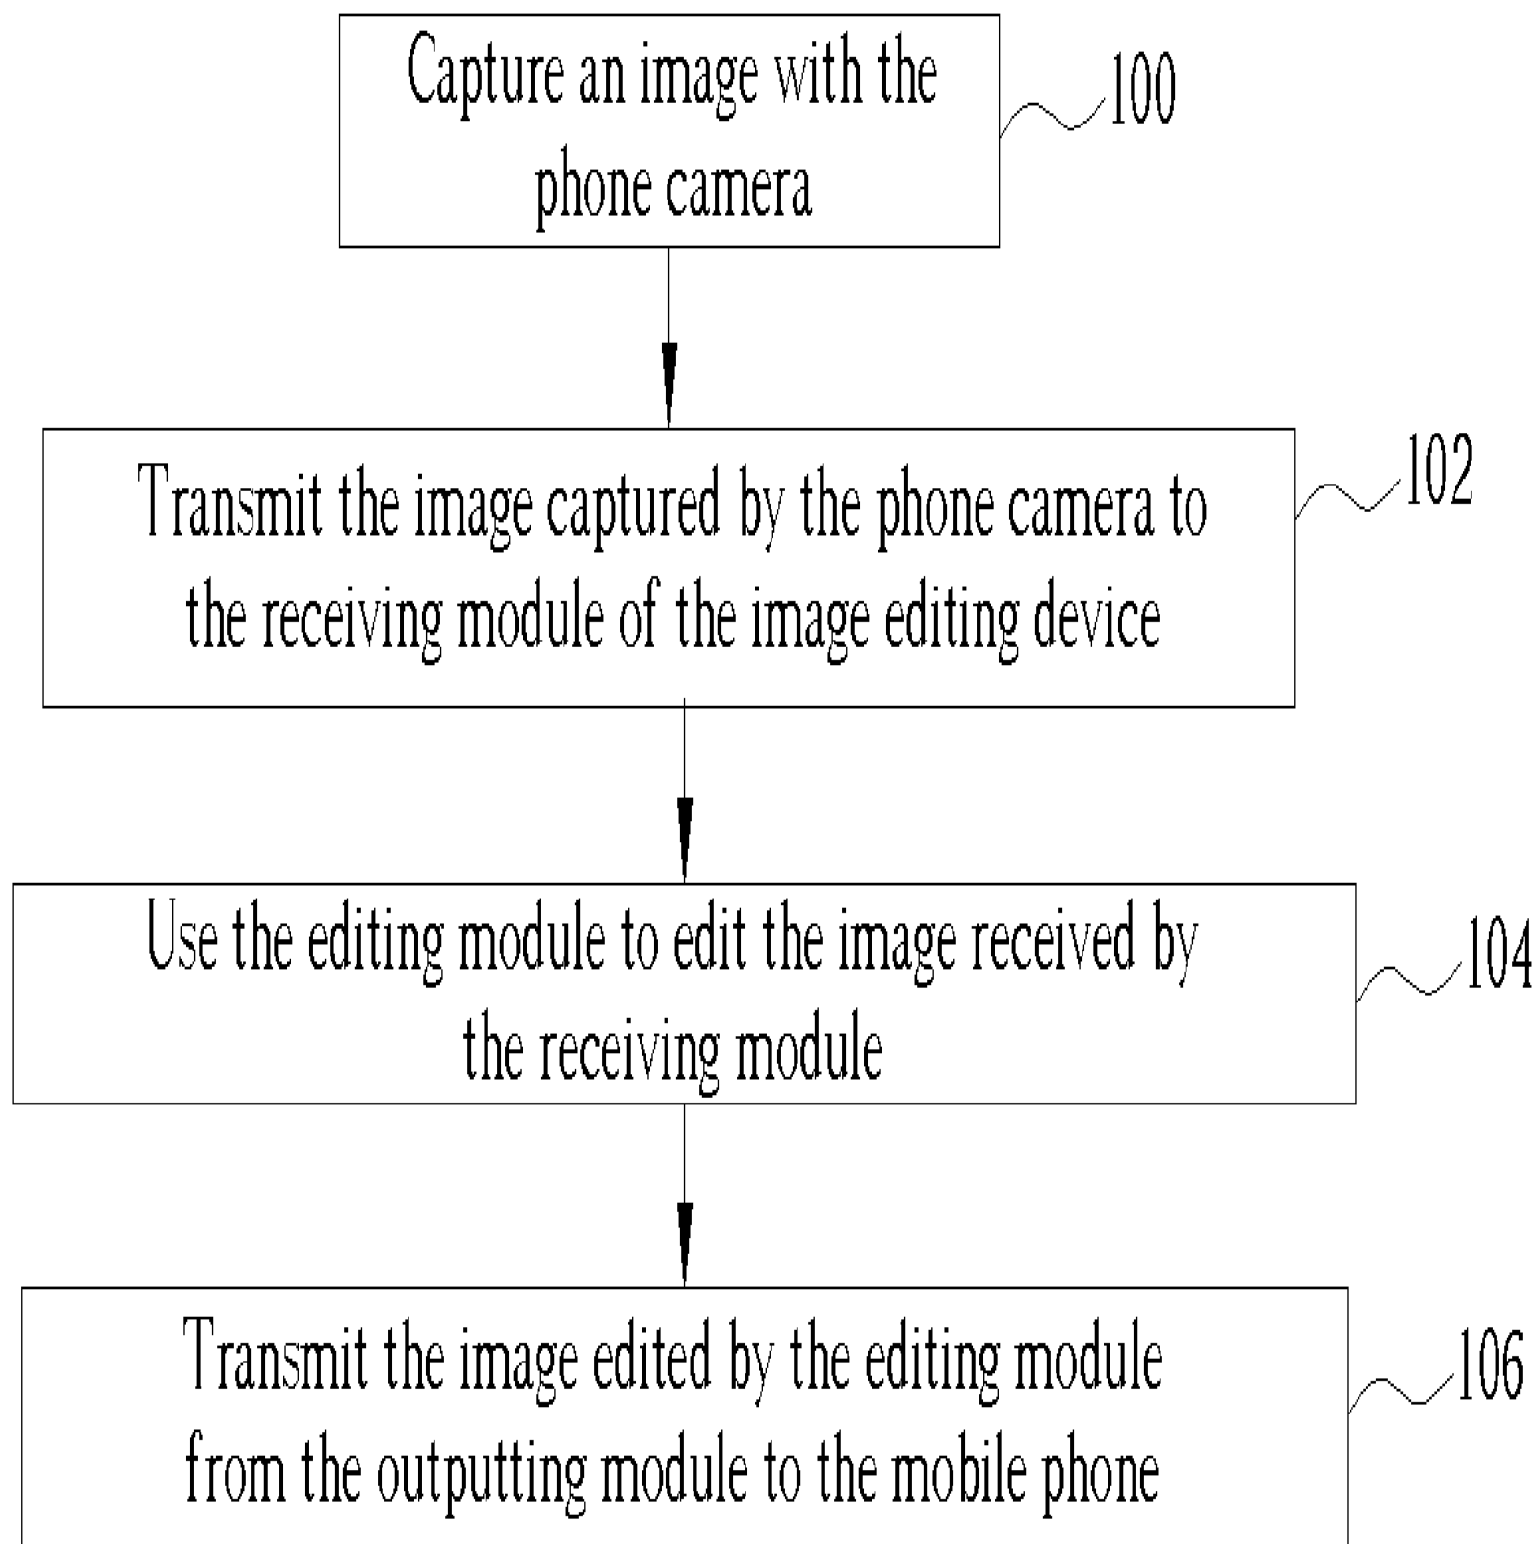 Capture an image with the
phone camera
100
Transmit the image captured by the phone camera to
the receiving module of the image editing device
102
Use the editing module to edit the image received by
the receiving module
104
Transmit the image edited by the editing module
from the outputting module to the mobile phone
106